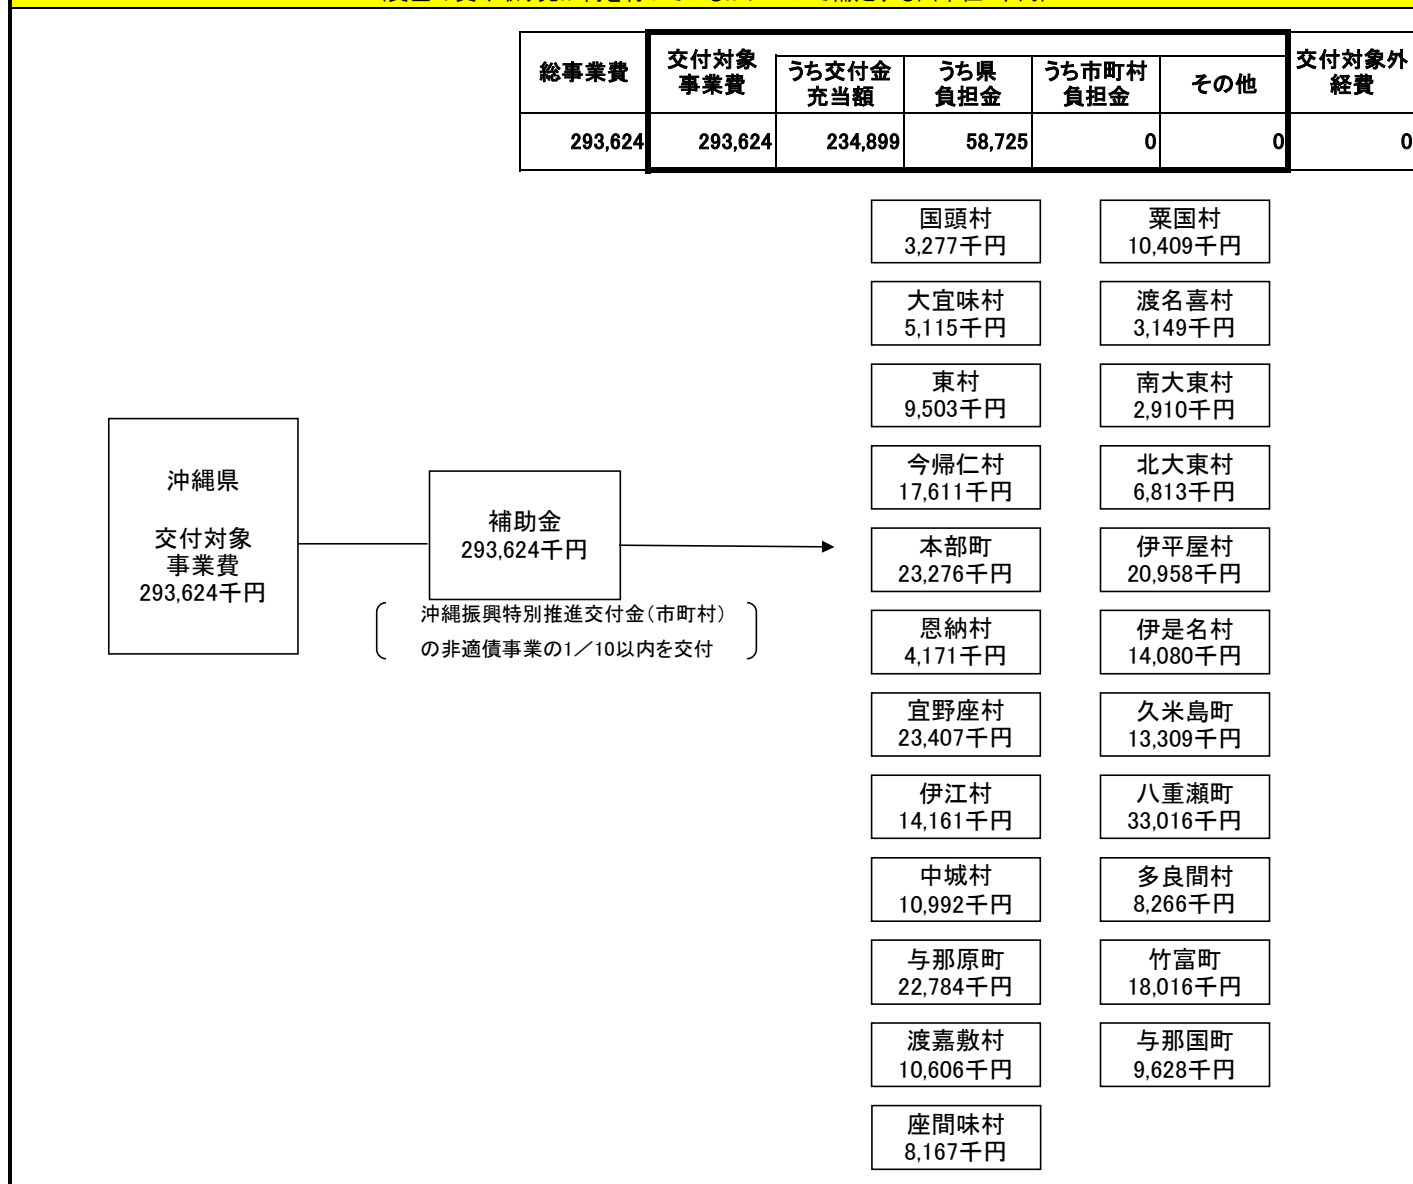 総事業費
交付対象
事業費
うち交付金
充当額
うち県
負担金
うち市町村
負担金
その他
交付対象外
経費
293,624 293,624 234,899 58,725 0 0 0
沖縄県
交付対象
事業費
293,624千円
補助金
293,624千円
沖縄振興特別推進交付金(市町村)
の非適債事業の1/10以内を交付
国頭村
3,277千円
大宜味村
5,115千円
東村
9,503千円
今帰仁村
17,611千円
本部町
23,276千円
恩納村
4,171千円
宜野座村
23,407千円
伊江村
14,161千円
中城村
10,992千円
与那原町
22,784千円
渡嘉敷村
10,606千円
座間味村
8,167千円
粟国村
10,409千円
渡名喜村
3,149千円
南大東村
2,910千円
北大東村
6,813千円
伊平屋村
20,958千円
伊是名村
14,080千円
久米島町
13,309千円
八重瀬町
33,016千円
多良間村
8,266千円
竹富町
18,016千円
与那国町
9,628千円